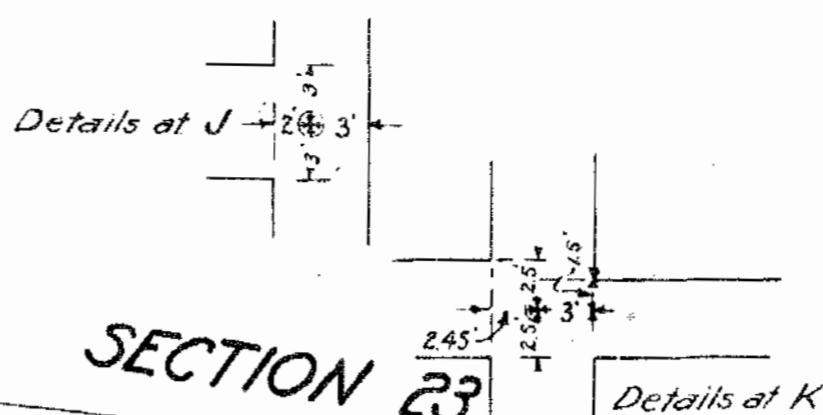 3'
Details at J 2' 3'
3'
2.5'
1.5'
3'
2.45'
2.5'
SECTION 23
Details at K